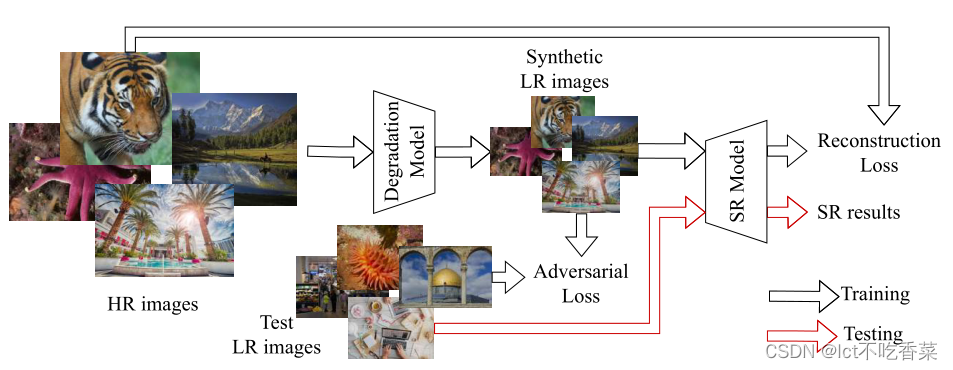 Synthetic
LR images
Degradation
Model
SR Model
Reconstruction
Loss
SR results
Adversarial
Loss
HR images
Test
LR images
Training
Testing
CSDN @lct不吃香菜